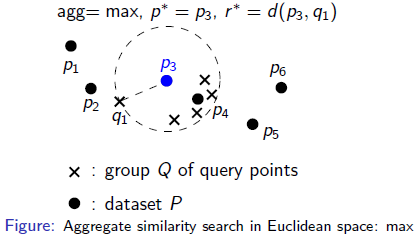 agg= max, p* = p₃, r* = d(p₃, q₁)
p₁
p₃
p₆
p₂
q₁
p₄
p₅
× : group Q of query points
● : dataset P
Figure: Aggregate similarity search in Euclidean space: max